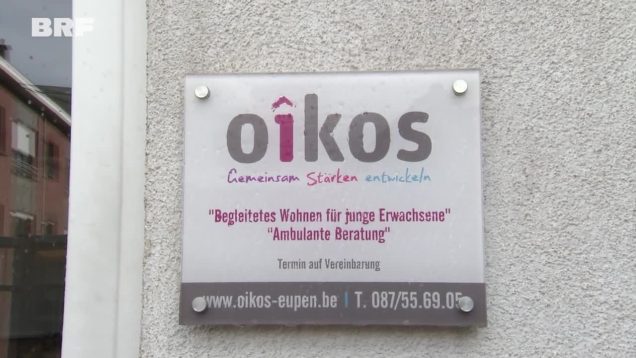 BRF
oikos
Gemeinsam Stärken entwickeln
"Begleitetes Wohnen für junge Erwachsene"
"Ambulante Beratung"
Termin auf Vereinbarung
www.oikos-eupen.be | T. 087/55.69.05